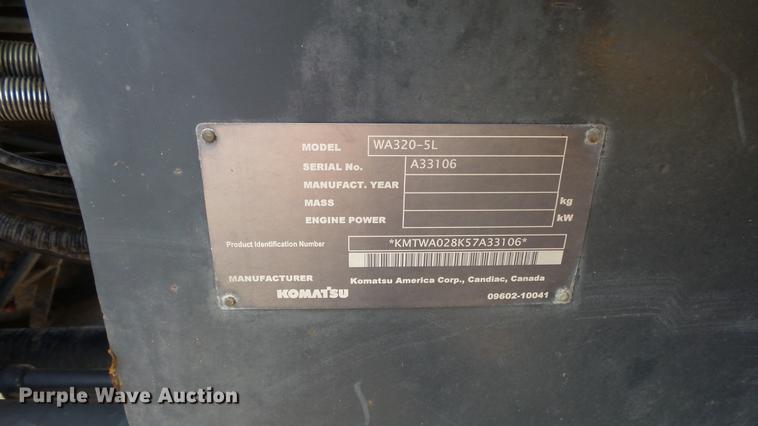 MODEL WA320-5L
SERIAL No. A33106
MANUFACT. YEAR
MASS kg
ENGINE POWER kW
Product Identification Number *KMTWA028K57A33106*
MANUFACTURER Komatsu America Corp., Candiac, Canada
KOMATSU 09602-10041
Purple Wave Auction